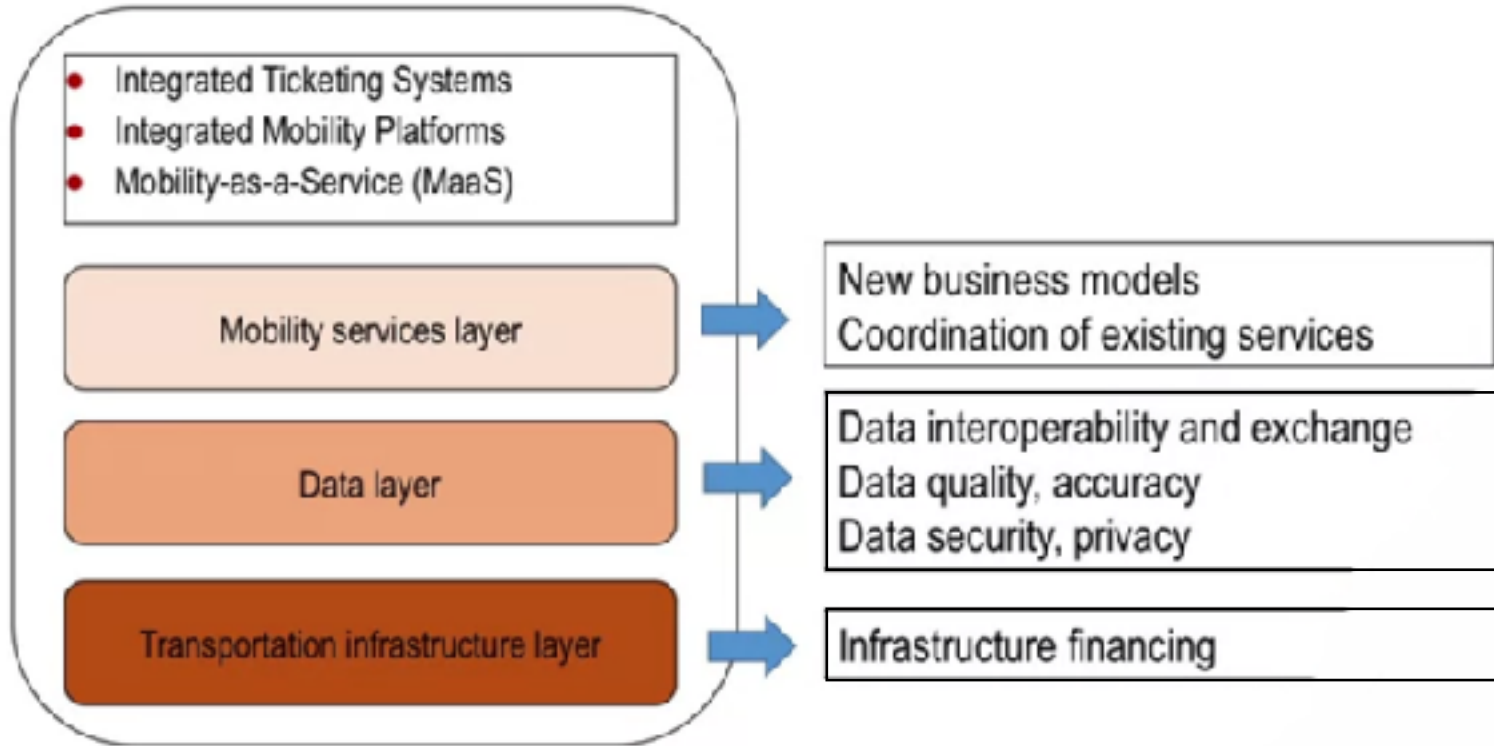 Integrated Ticketing Systems
Integrated Mobility Platforms
Mobility-as-a-Service (MaaS)
Mobility services layer
New business models
Coordination of existing services
Data layer
Data interoperability and exchange
Data quality, accuracy
Data security, privacy
Transportation infrastructure layer
Infrastructure financing